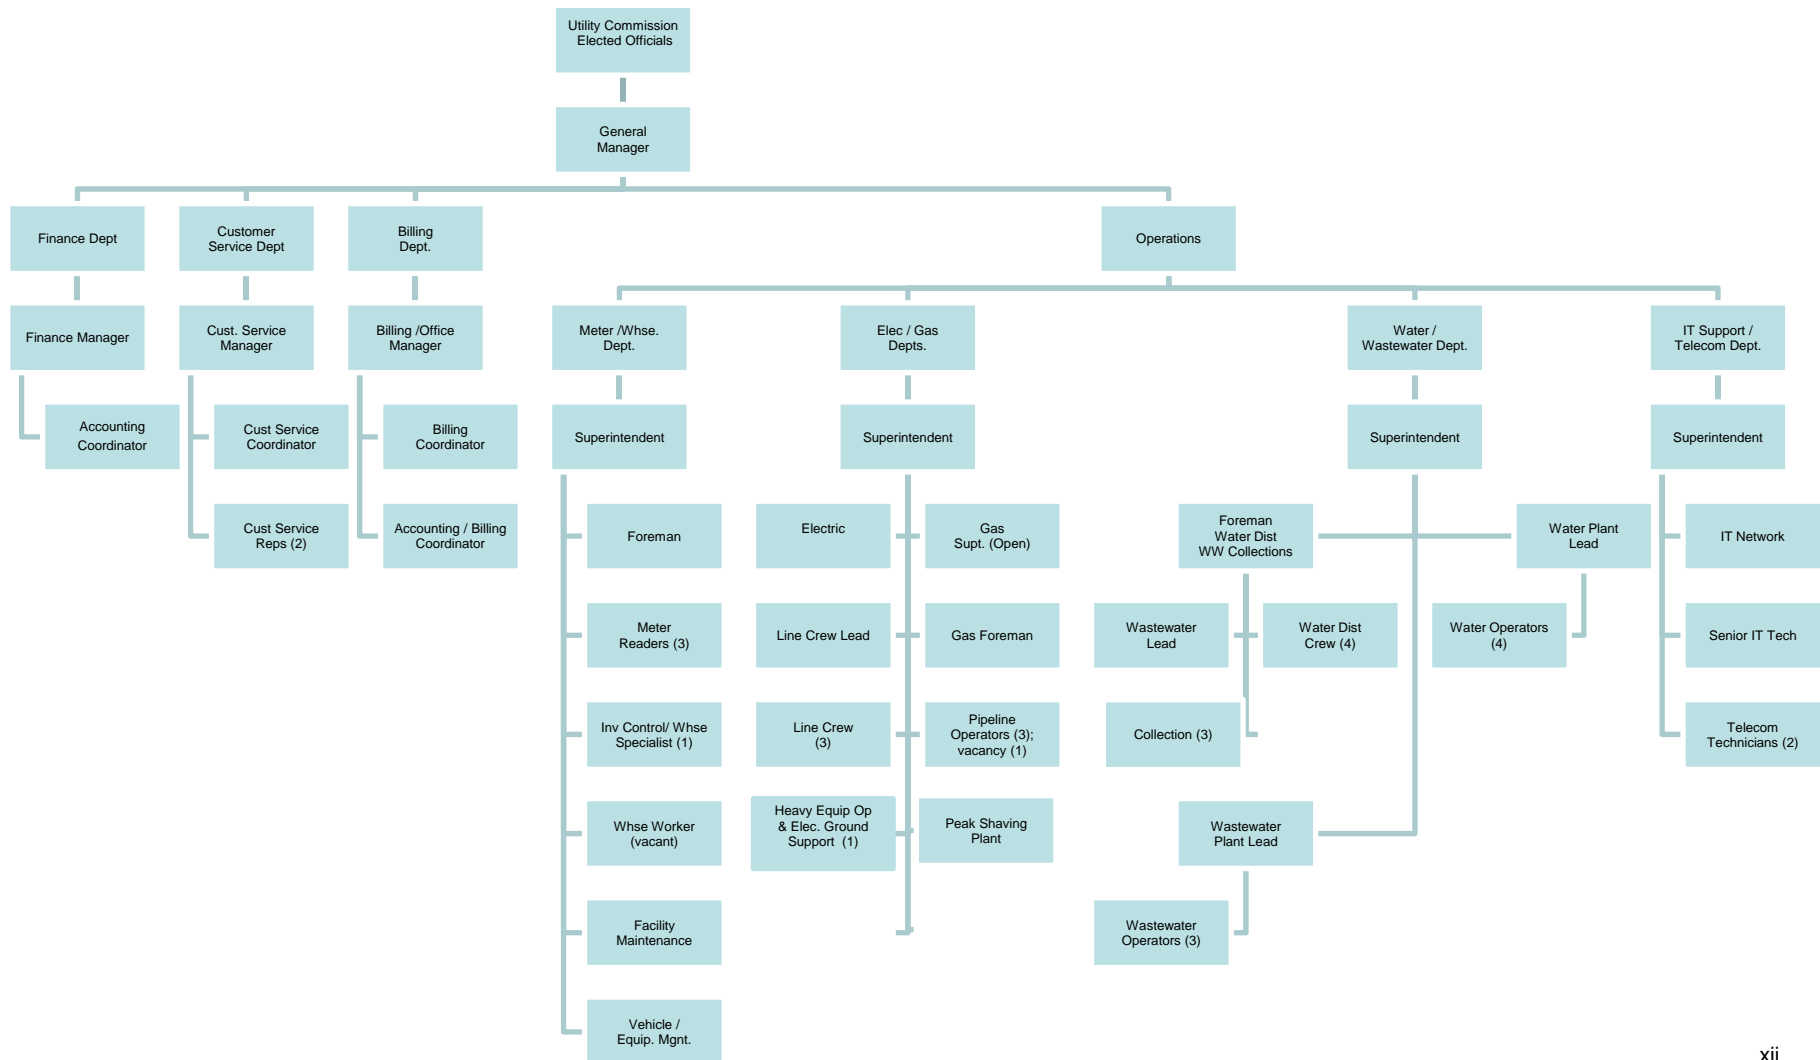 Utility Commission
Elected Officials
General
Manager
Finance Dept
Customer
Service Dept
Billing
Dept.
Operations
Finance Manager
Cust. Service
Manager
Billing /Office
Manager
Meter /Whse.
Dept.
Elec / Gas
Depts.
Water /
Wastewater Dept.
IT Support /
Telecom Dept.
Accounting
Coordinator
Cust Service
Coordinator
Billing
Coordinator
Superintendent
Superintendent
Superintendent
Superintendent
Cust Service
Reps (2)
Accounting / Billing
Coordinator
Foreman
Electric
Gas
Supt. (Open)
Foreman
Water Dist
WW Collections
Water Plant
Lead
IT Network
Meter
Readers (3)
Line Crew Lead
Gas Foreman
Wastewater
Lead
Water Dist
Crew (4)
Water Operators
(4)
Senior IT Tech
Inv Control/ Whse
Specialist (1)
Line Crew
(3)
Pipeline
Operators (3);
vacancy (1)
Collection (3)
Telecom
Technicians (2)
Whse Worker
(vacant)
Heavy Equip Op
& Elec. Ground
Support (1)
Peak Shaving
Plant
Wastewater
Plant Lead
Facility
Maintenance
Wastewater
Operators (3)
Vehicle /
Equip. Mgnt.
xii